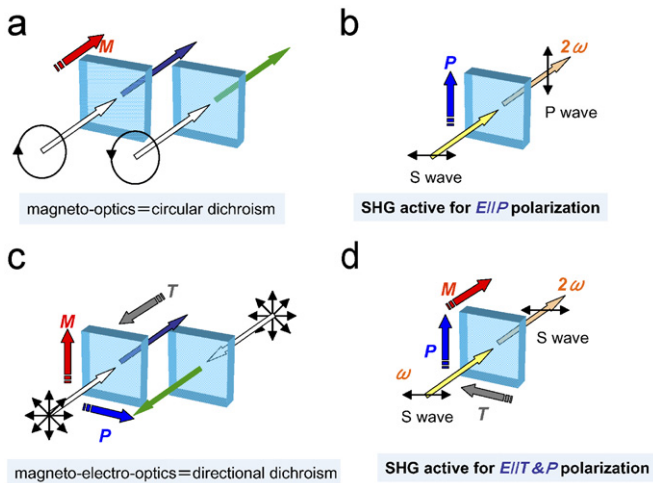 a
M
magneto-optics＝circular dichroism
b
P
2ω
P wave
S wave
SHG active for E//P polarization
c
T
M
P
magneto-electro-optics＝directional dichroism
d
M
2ω
P
S wave
ω
S wave
T
SHG active for E//T & P polarization